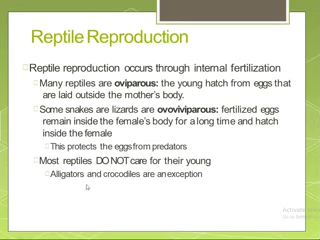 Reptile Reproduction
Reptile reproduction occurs through internal fertilization
Many reptiles are oviparous: the young hatch from eggs that
are laid outside the mother's body.
Some snakes are lizards are ovoviviparous: fertilized eggs
remain inside the female's body for a long time and hatch
inside the female
This protects the eggs from predators
Most reptiles DO NOT care for their young
Alligators and crocodiles are an exception
Activate